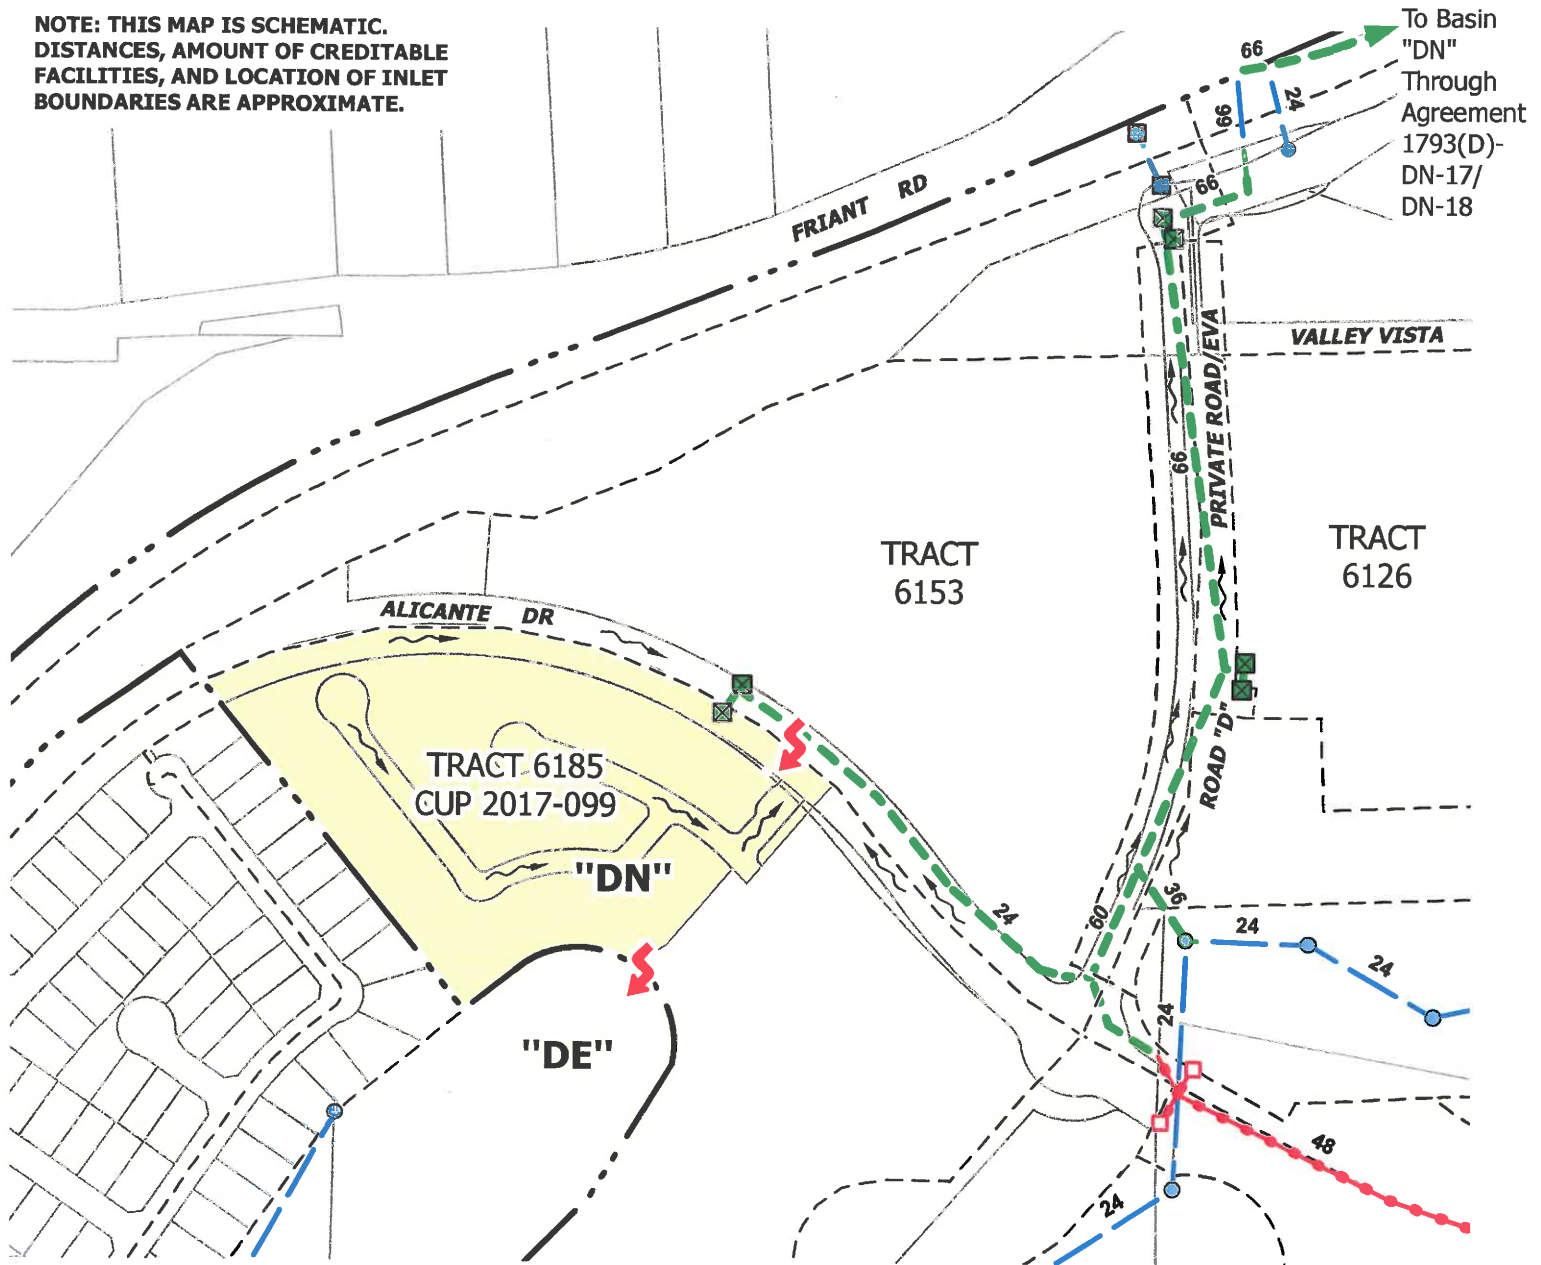 NOTE: THIS MAP IS SCHEMATIC.
DISTANCES, AMOUNT OF CREDITABLE
FACILITIES, AND LOCATION OF INLET
BOUNDARIES ARE APPROXIMATE.
To Basin
"DN"
Through
Agreement
1793(D)-
DN-17/
DN-18
66
66
24
66
FRIANT RD
VALLEY VISTA
PRIVATE ROAD/EVA
66
TRACT
6153
TRACT
6126
ALICANTE DR
ROAD "D"
TRACT 6185
CUP 2017-099
"DN"
36
60
24
24
24
24
"DE"
48
24